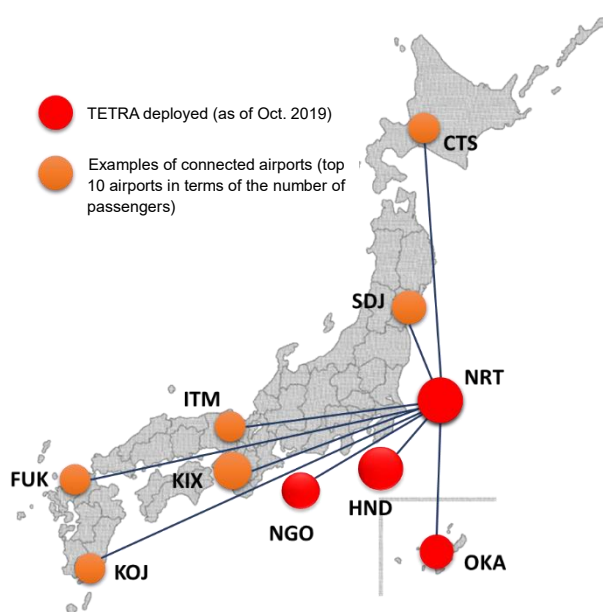 TETRA deployed (as of Oct. 2019)
Examples of connected airports (top
10 airports in terms of the number of
passengers)
CTS
SDJ
NRT
ITM
FUK
KIX
HND
NGO
OKA
KOJ